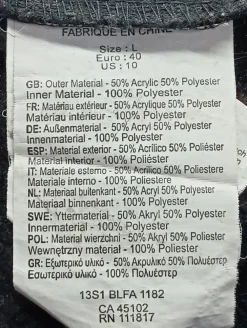 FABRIQUE EN CHINE
Size : L
Euro : 40
US : 10
GB: Outer Material - 50% Acrylic 50% Polyester
Inner Material - 100% Polyester
FR: Matériau extérieur - 50% Acrylique 50% Polyester
Matériau intérieur - 100% Polyester
DE: Außenmaterial - 50% Acryl 50% Polyester
Innenmaterial - 100% Polyester
ESP: Material exterior - 50% Acrílico 50% Poliéster
Material interior - 100% Poliéster
IT: Materiale esterno - 50% Acrilico 50% Poliestere
Materiale interno - 100% Poliestere
NL: Materiaal buitenkant - 50% Acryl 50% Polyester
Materiaal binnenkant - 100% Polyester
SWE: Yttermaterial - 50% Akryl 50% Polyester
Innermaterial - 100% Polyester
POL: Materiał wierzchni - 50% Akryl 50% Polyester
Wewnętrzny materiał - 100% Polyester
GR: Εξωτερικό υλικό - 50% Ακρυλικό 50% Πολυέστερ
Εσωτερικό υλικό - 100% Πολυέστερ
13S1 BLFA 1182
CA 45102
RN 111817